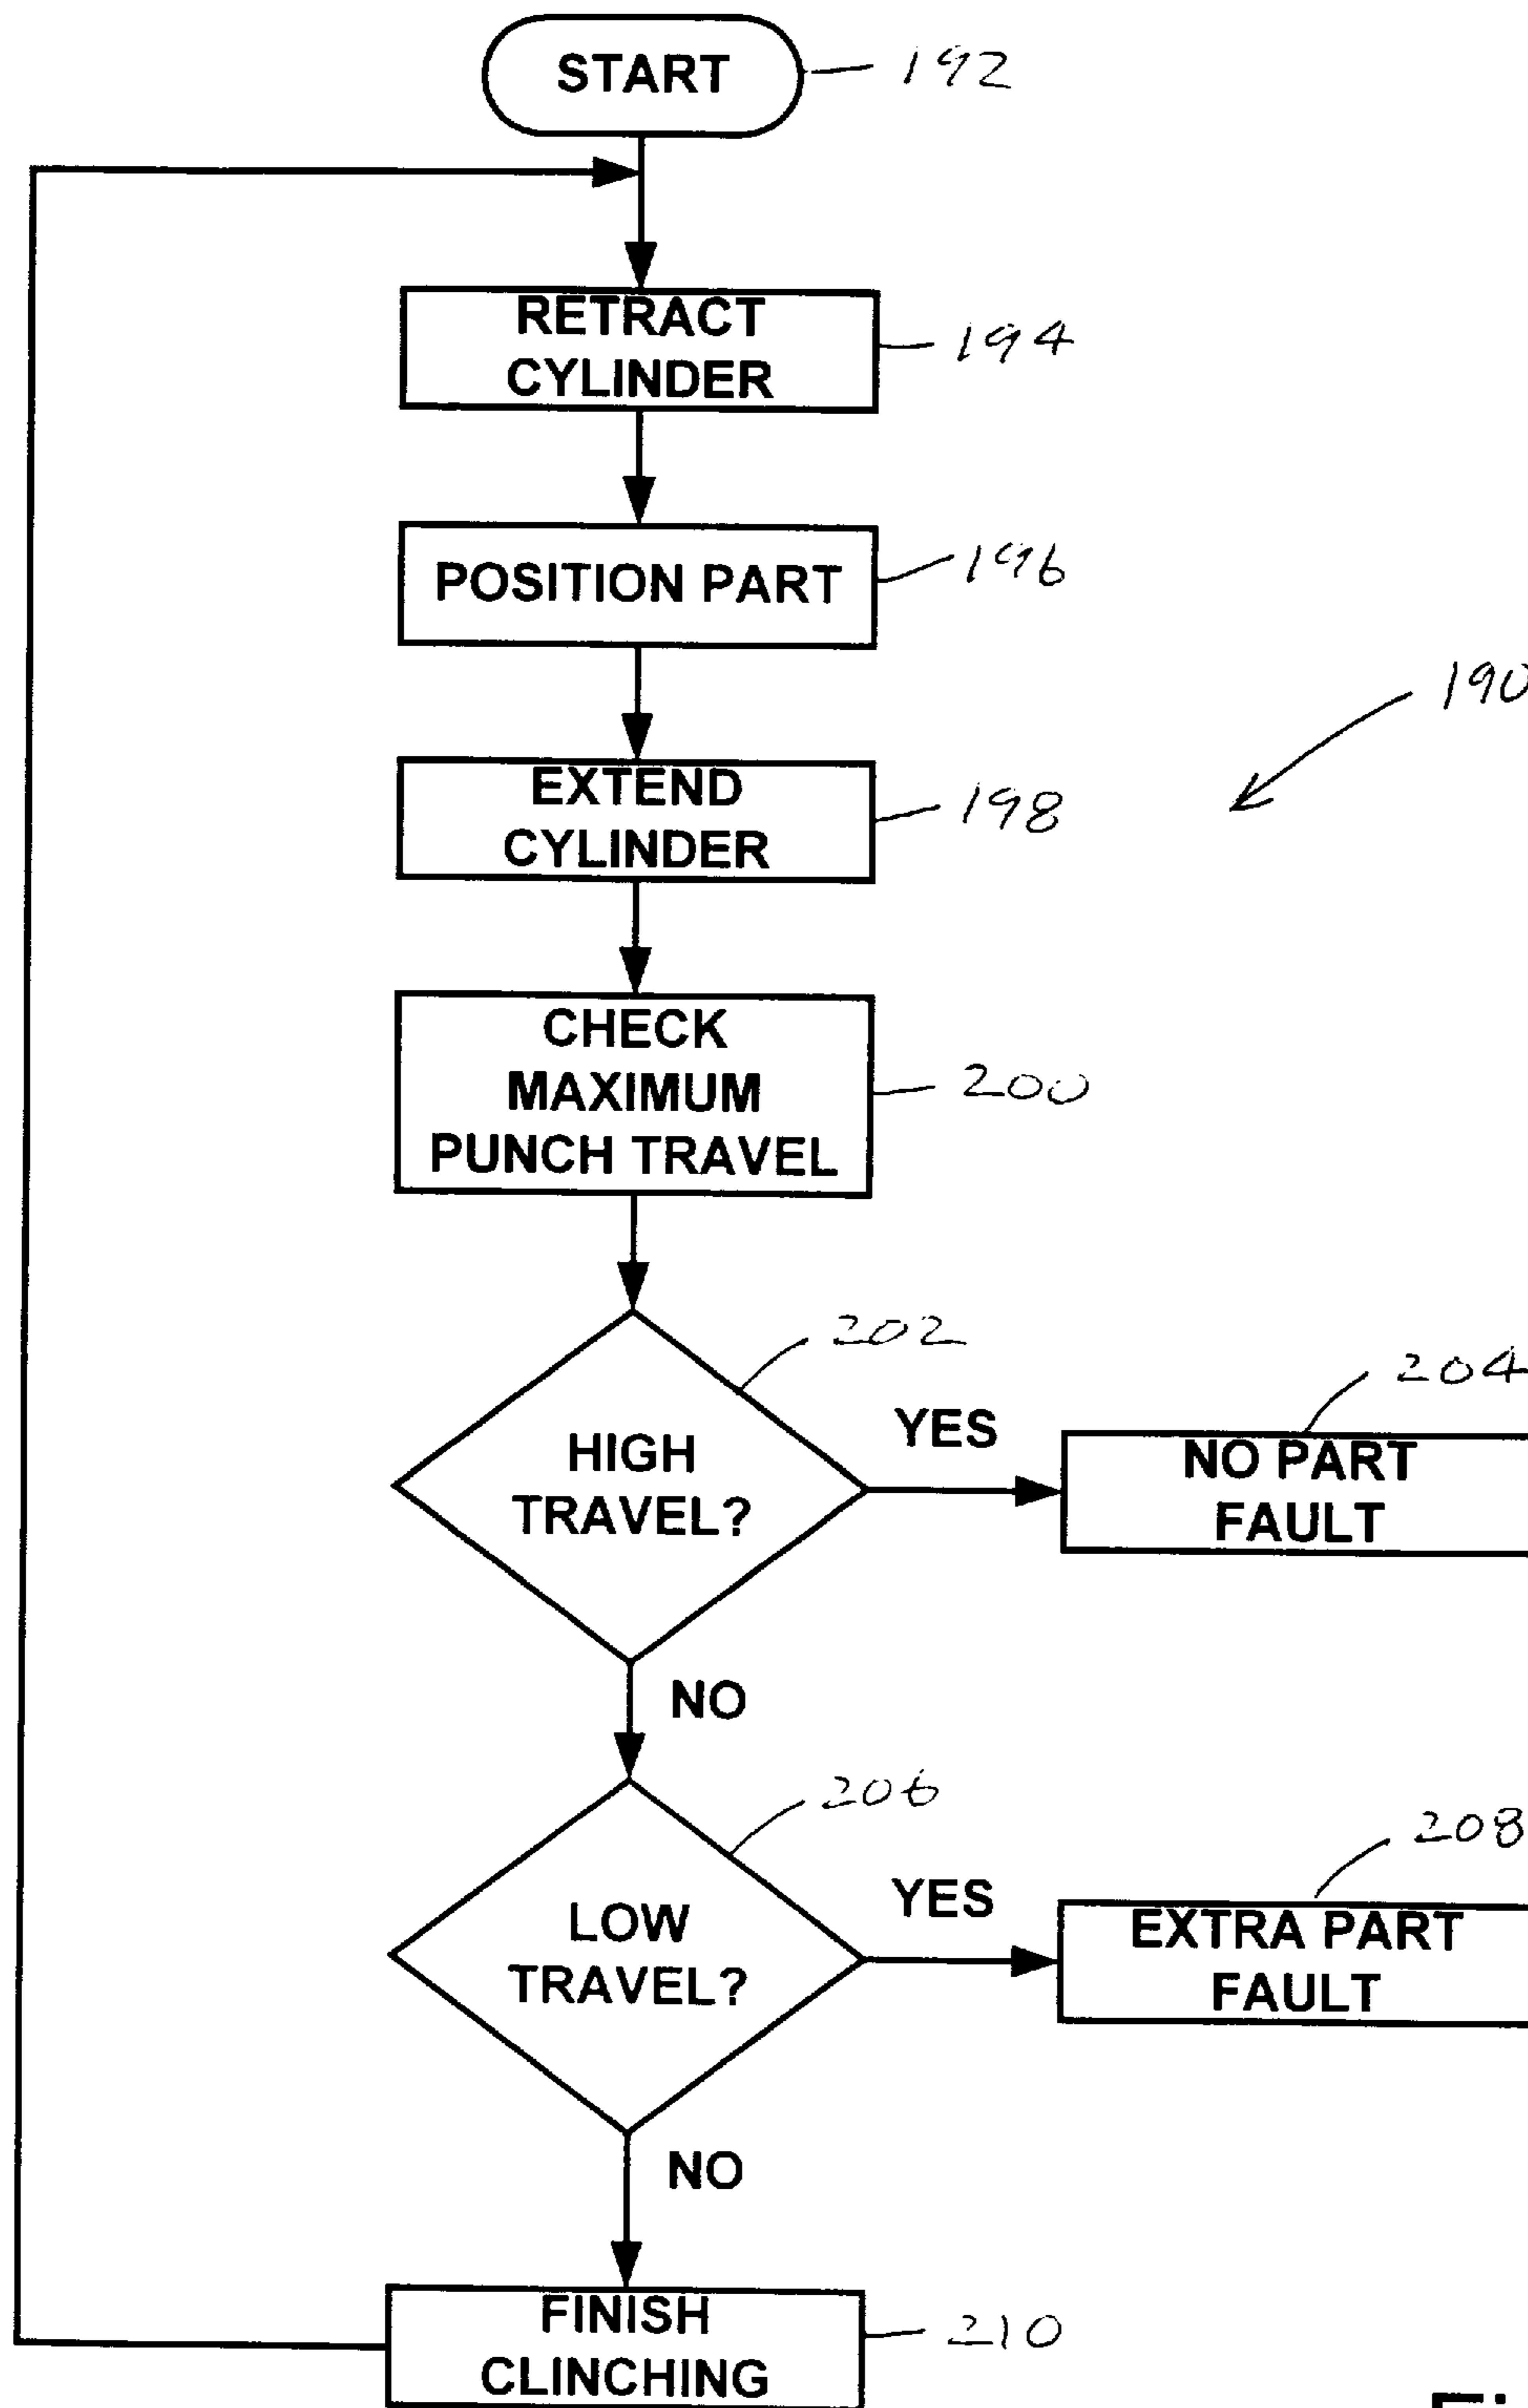 START
192
RETRACT
CYLINDER
194
POSITION PART
196
190
EXTEND
CYLINDER
198
CHECK
MAXIMUM
PUNCH TRAVEL
200
202
HIGH
TRAVEL?
YES
204
NO PART
FAULT
NO
206
LOW
TRAVEL?
YES
208
EXTRA PART
FAULT
NO
FINISH
CLINCHING
210